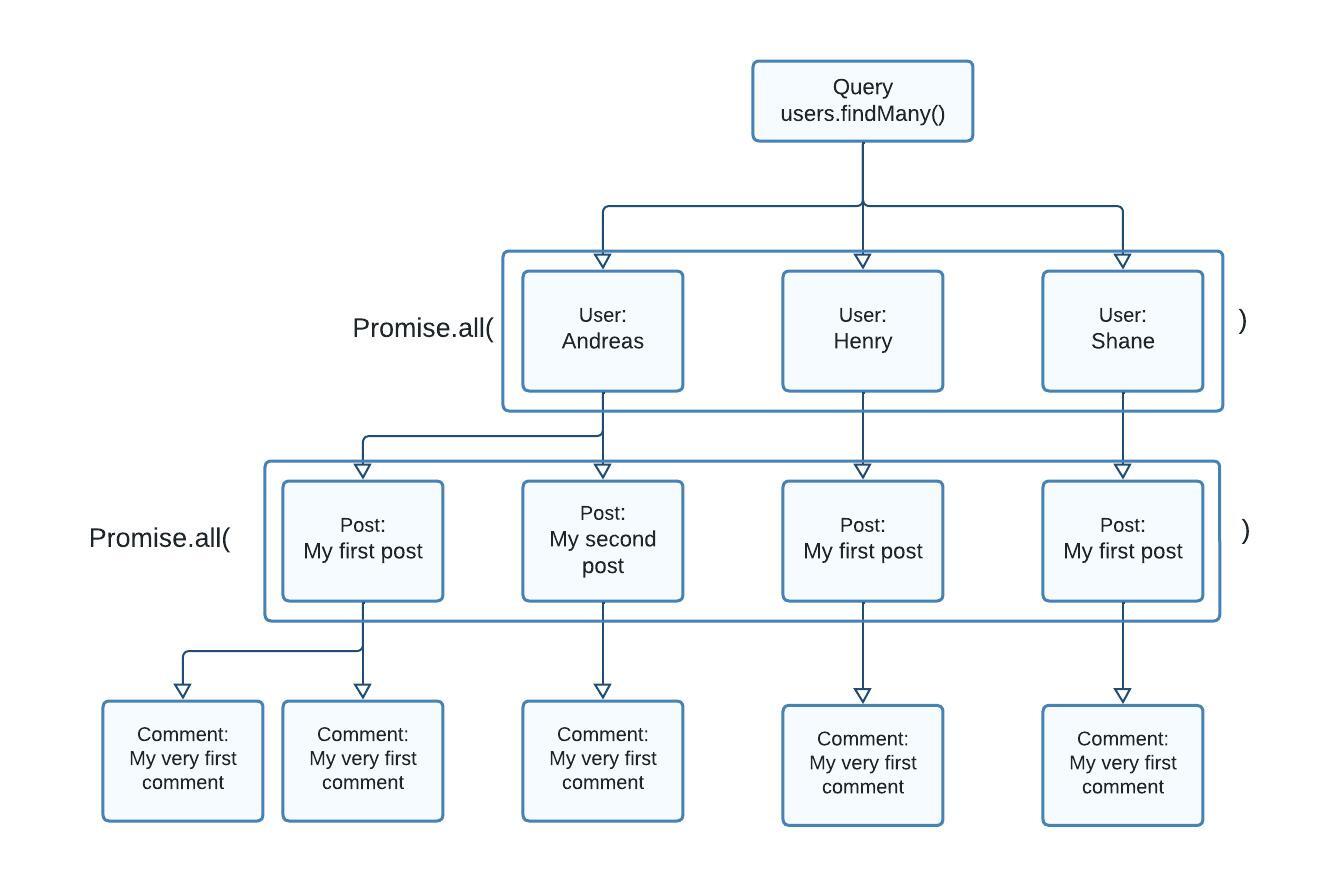 Query
users.findMany()
Promise.all(
User:
Andreas
User:
Henry
User:
Shane
)
Promise.all(
Post:
My first post
Post:
My second
post
Post:
My first post
Post:
My first post
)
Comment:
My very first
comment
Comment:
My very first
comment
Comment:
My very first
comment
Comment:
My very first
comment
Comment:
My very first
comment